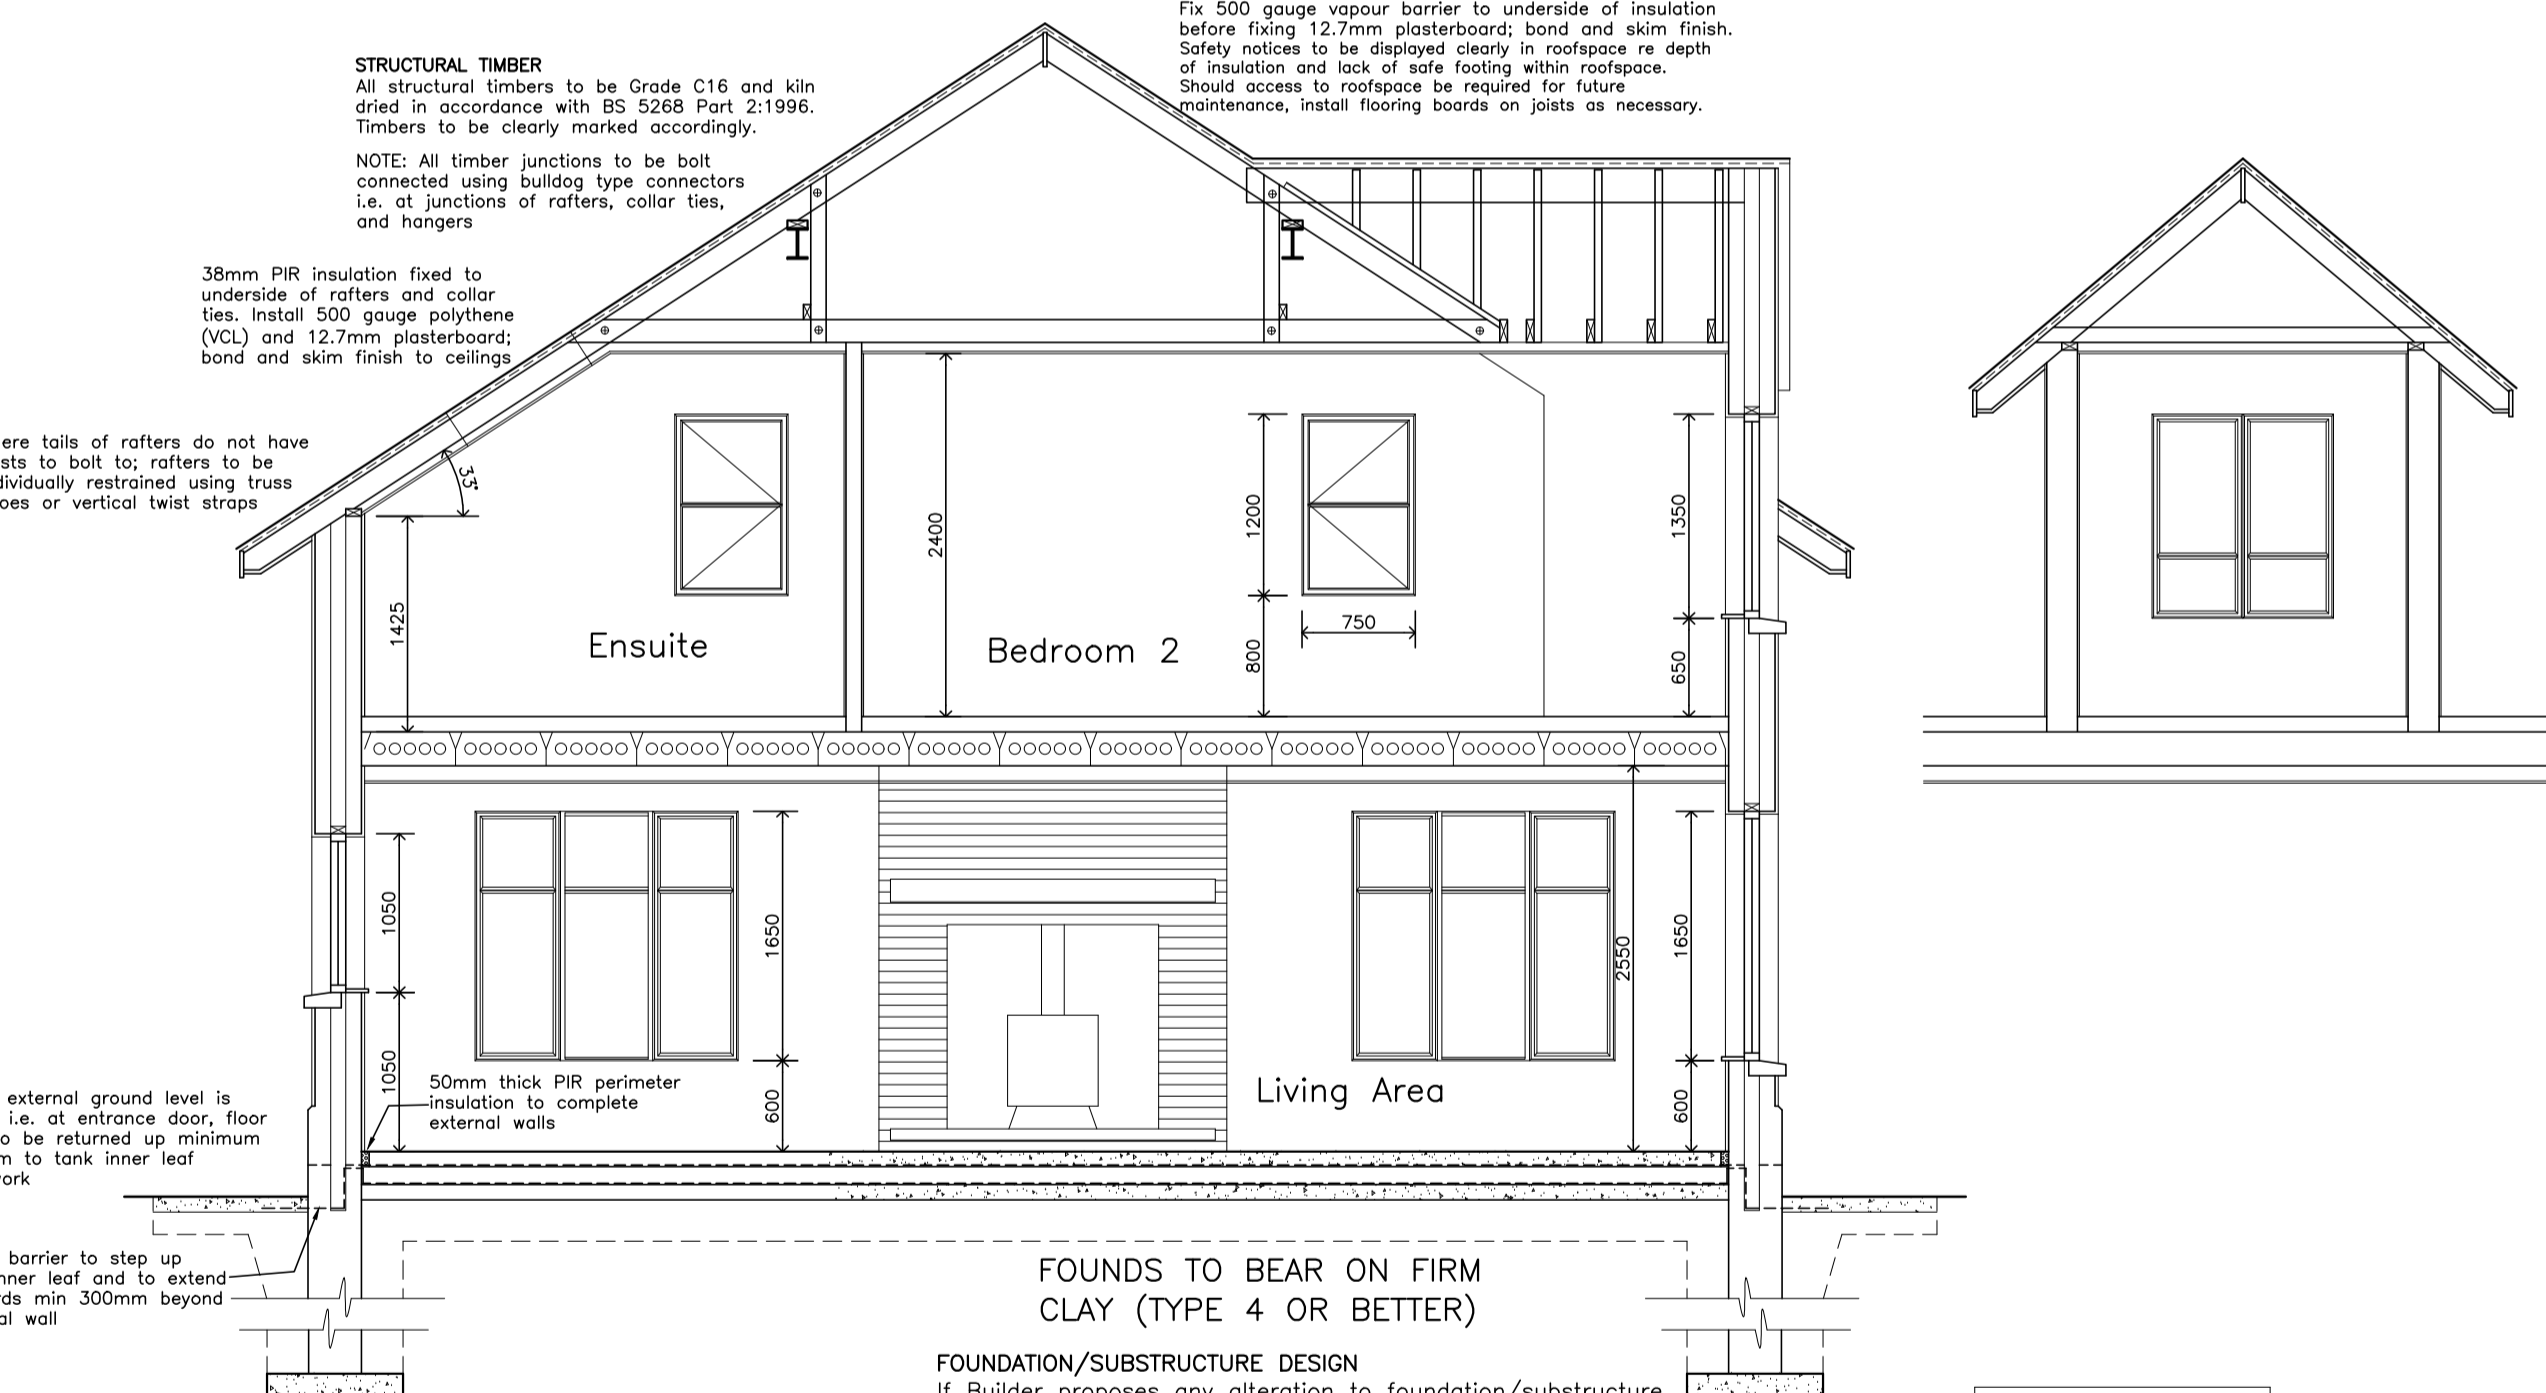 Fix 500 gauge vapour barrier to underside of insulation
before fixing 12.7mm plasterboard; bond and skim finish.
Safety notices to be displayed clearly in roofspace re depth
of insulation and lack of safe footing within roofspace.
Should access to roofspace be required for future
maintenance, install flooring boards on joists as necessary.
STRUCTURAL TIMBER
All structural timbers to be Grade C16 and kiln
dried in accordance with BS 5268 Part 2:1996.
Timbers to be clearly marked accordingly.
NOTE: All timber junctions to be bolt
connected using bulldog type connectors
i.e. at junctions of rafters, collar ties,
and hangers
38mm PIR insulation fixed to
underside of rafters and collar
ties. Install 500 gauge polythene
(VCL) and 12.7mm plasterboard;
bond and skim finish to ceilings
ere tails of rafters do not have
sts to bolt to; rafters to be
dividually restrained using truss
oes or vertical twist straps
33°
1425
Ensuite
2400
Bedroom 2
1200
800
750
1350
650
1050
1050
1650
600
2550
1650
600
Living Area
50mm thick PIR perimeter
insulation to complete
external walls
external ground level is
i.e. at entrance door, floor
o be returned up minimum
m to tank inner leaf
ork
barrier to step up
nner leaf and to extend
rds min 300mm beyond
al wall
FOUNDS TO BEAR ON FIRM
CLAY (TYPE 4 OR BETTER)
FOUNDATION/SUBSTRUCTURE DESIGN
If Builder proposes any alteration to foundation/substructure